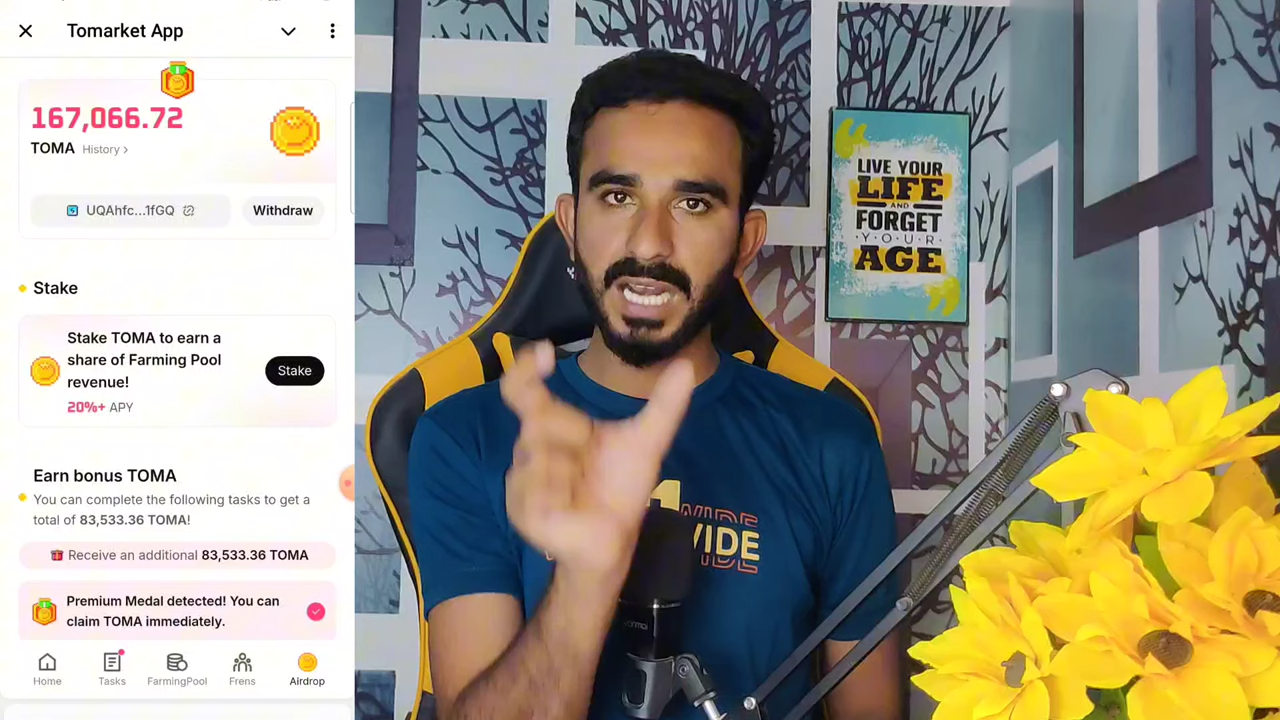 Tomarket App
167,066.72
TOMA History >
UQAhfc...1fGQ
Withdraw
Stake
Stake TOMA to earn a
share of Farming Pool
revenue!
20%+ APY
Stake
Earn bonus TOMA
You can complete the following tasks to get a
total of 83,533.36 TOMA!
Receive an additional 83,533.36 TOMA
Premium Medal detected! You can
claim TOMA immediately.
Home
Tasks
FarmingPool
Frens
Airdrop
LIVE YOUR
LIFE
AND
FORGET
·Y·O·U·R·
AGE
VIDE